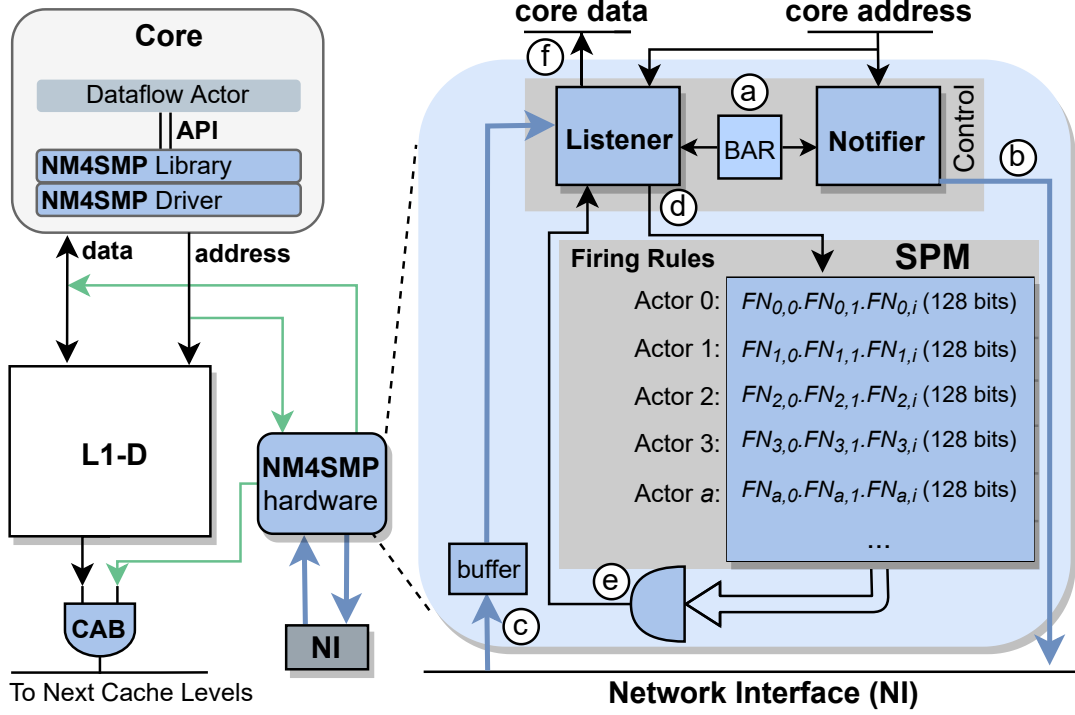 Core
Dataflow Actor
API
NM4SMP Library
NM4SMP Driver
data
address
L1-D
NM4SMP
hardware
CAB
NI
To Next Cache Levels
core data
core address
f
a
Listener
BAR
Notifier
Control
b
d
Firing Rules
SPM
Actor 0: FN0,0.FN0,1.FN0,i (128 bits)
Actor 1: FN1,0.FN1,1.FN1,i (128 bits)
Actor 2: FN2,0.FN2,1.FN2,i (128 bits)
Actor 3: FN3,0.FN3,1.FN3,i (128 bits)
Actor a: FNa,0.FNa,1.FNa,i (128 bits)
...
buffer
e
c
Network Interface (NI)